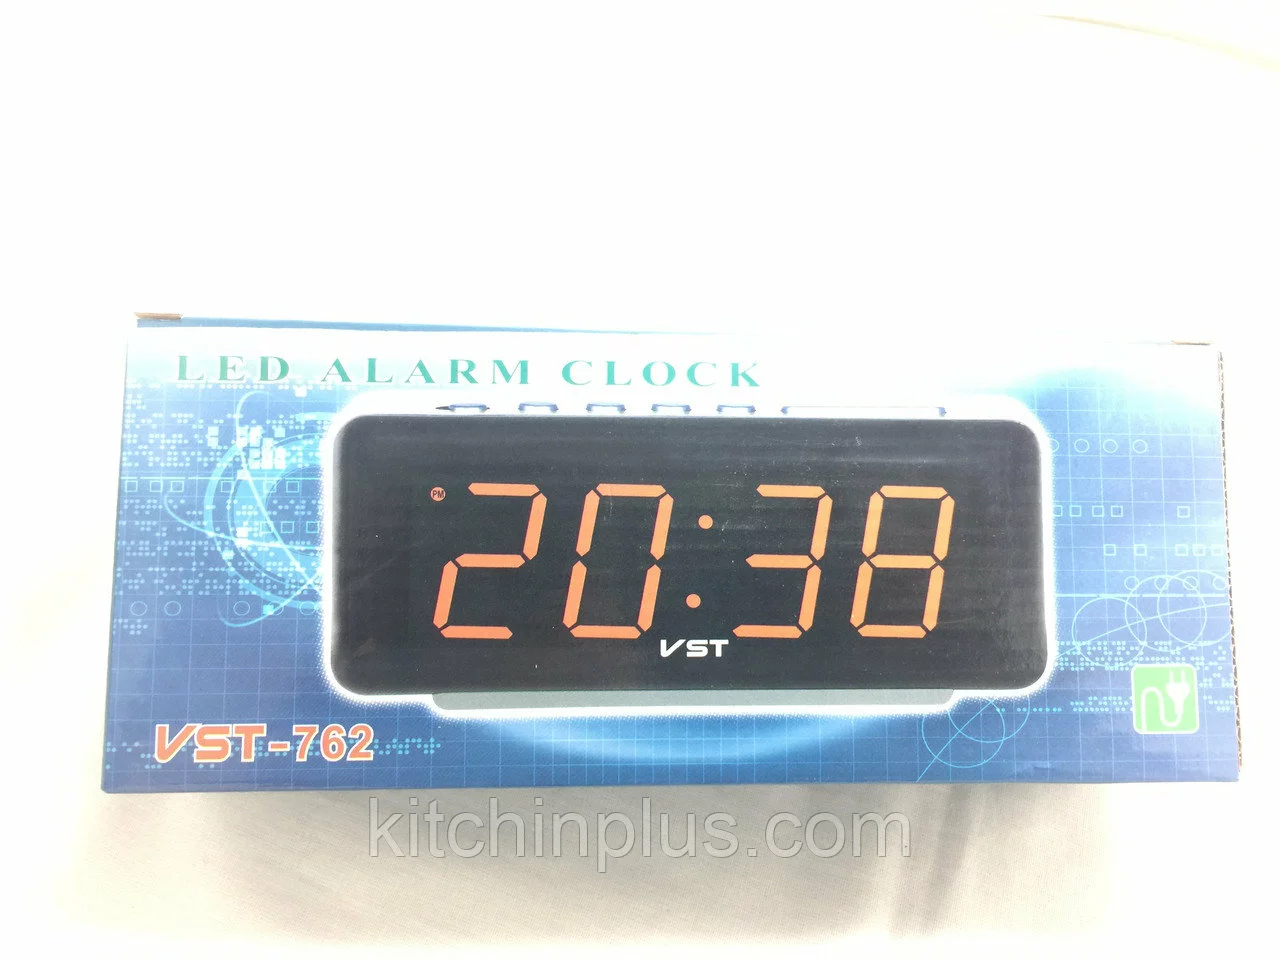 LED ALARM CLOCK
PM
20:38
VST
VST-762
kitchinplus.com